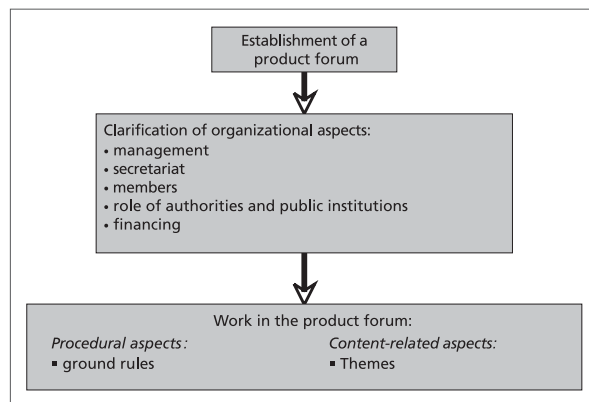 Establishment of a
product forum
Clarification of organizational aspects:
• management
• secretariat
• members
• role of authorities and public institutions
• financing
Work in the product forum:
Procedural aspects:
▪ ground rules
Content-related aspects:
▪ Themes